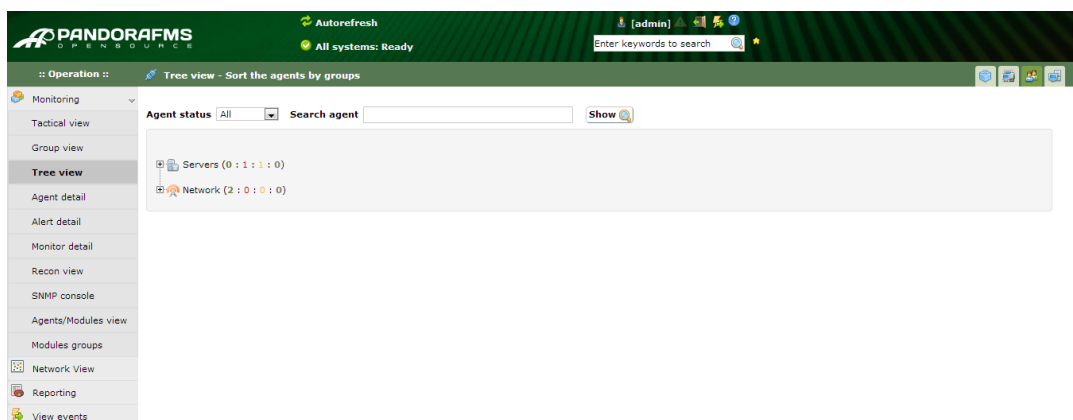 PANDORAFMS
OPENSOURCE
Autorefresh
All systems: Ready
[admin]
Enter keywords to search
:: Operation ::
Tree view - Sort the agents by groups
Monitoring
Tactical view
Group view
Tree view
Agent detail
Alert detail
Monitor detail
Recon view
SNMP console
Agents/Modules view
Modules groups
Network View
Reporting
View events
Agent status All Search agent Show
Servers (0 : 1 : 1 : 0)
Network (2 : 0 : 0 : 0)